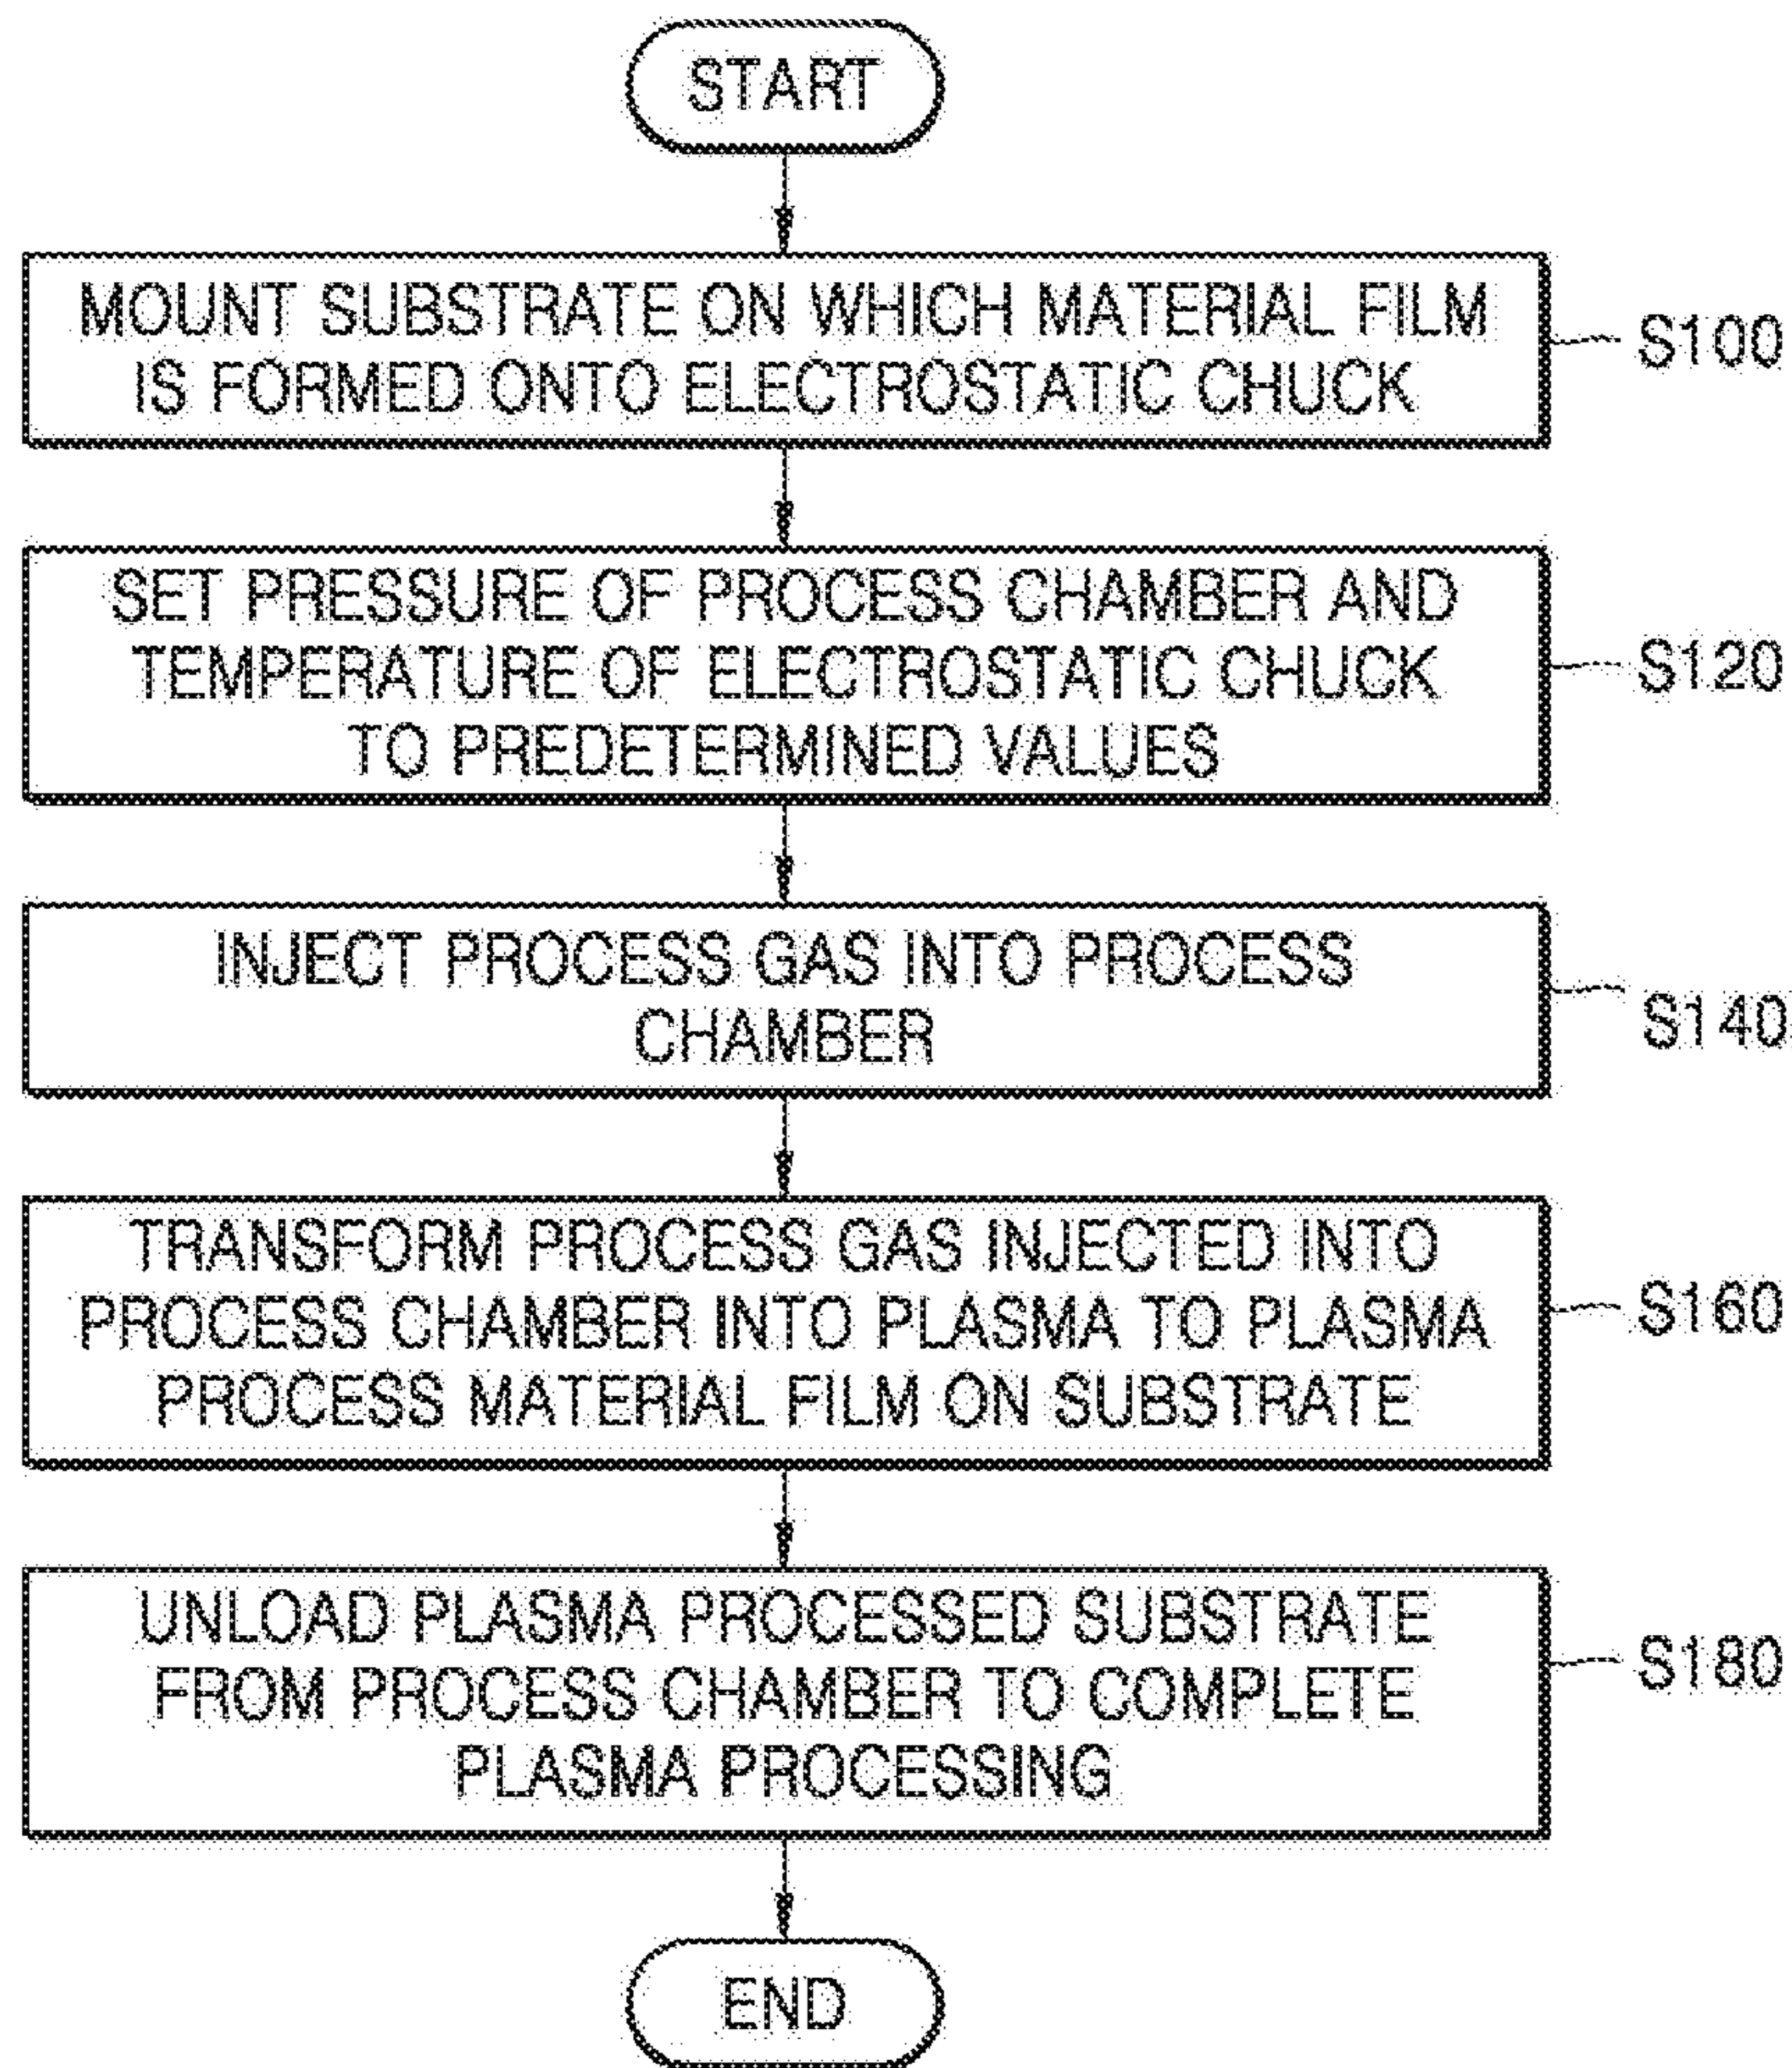 START
MOUNT SUBSTRATE ON WHICH MATERIAL FILM
IS FORMED ONTO ELECTROSTATIC CHUCK
S100
SET PRESSURE OF PROCESS CHAMBER AND
TEMPERATURE OF ELECTROSTATIC CHUCK
TO PREDETERMINED VALUES
S120
INJECT PROCESS GAS INTO PROCESS
CHAMBER
S140
TRANSFORM PROCESS GAS INJECTED INTO
PROCESS CHAMBER INTO PLASMA TO PLASMA
PROCESS MATERIAL FILM ON SUBSTRATE
S160
UNLOAD PLASMA PROCESSED SUBSTRATE
FROM PROCESS CHAMBER TO COMPLETE
PLASMA PROCESSING
S180
END